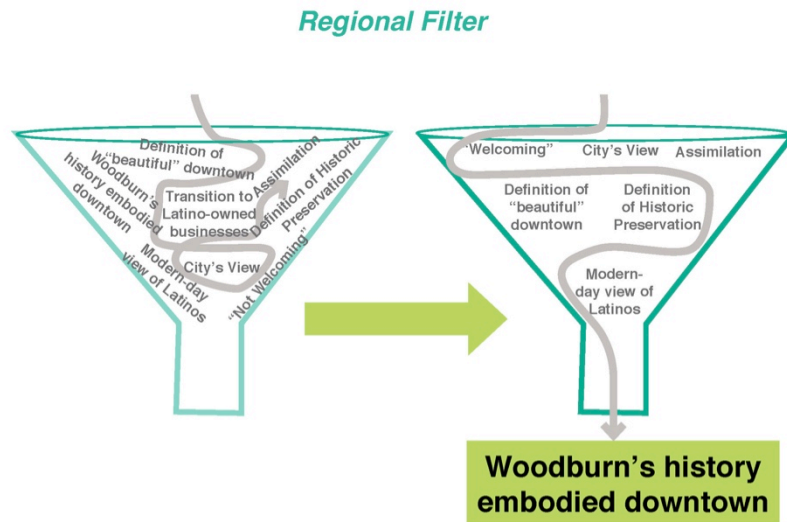 Regional Filter
Definition of
"beautiful" downtown
Woodburn's
history embodied
downtown
Transition to
Latino-owned
businesses
Assimilation
Definition of Historic
Preservation
City's View
Modern-day
view of Latinos
"Not Welcoming"
"Welcoming"
City's View
Assimilation
Definition of
"beautiful"
downtown
Definition
of Historic
Preservation
Modern-
day view of
Latinos
Woodburn's history
embodied downtown